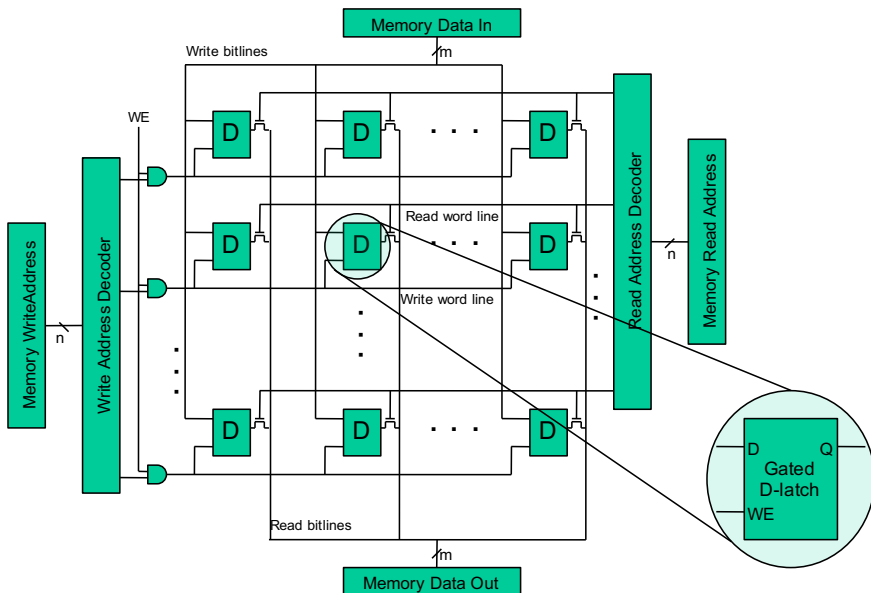 Memory Data In
m
Write bitlines
WE
D
D
. . .
D
Read word line
D
D
. . .
D
Write word line
Memory WriteAddress
n
Write Address Decoder
Read Address Decoder
n
Memory Read Address
. . .
. . .
. . .
D
D
. . .
D
D
Q
Gated
D-latch
WE
Read bitlines
m
Memory Data Out